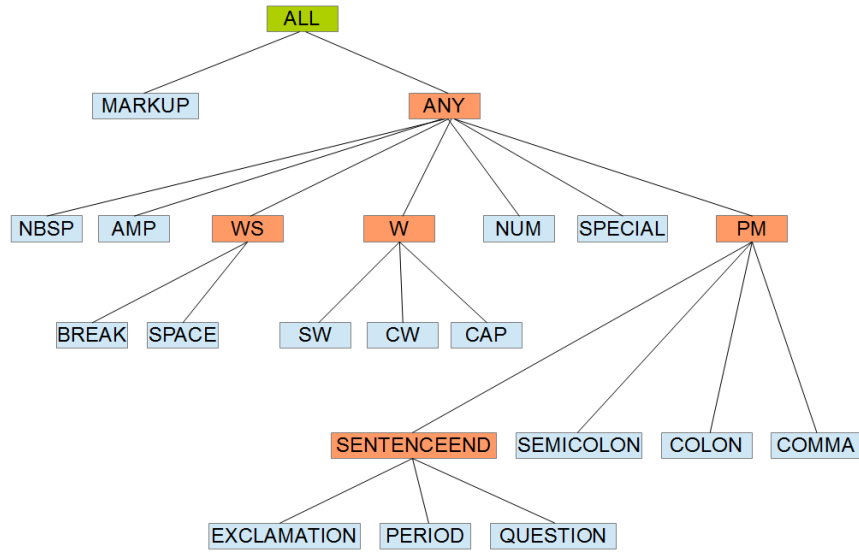 ALL
MARKUP
ANY
NBSP
AMP
WS
W
NUM
SPECIAL
PM
BREAK
SPACE
SW
CW
CAP
SENTENCEEND
SEMICOLON
COLON
COMMA
EXCLAMATION
PERIOD
QUESTION